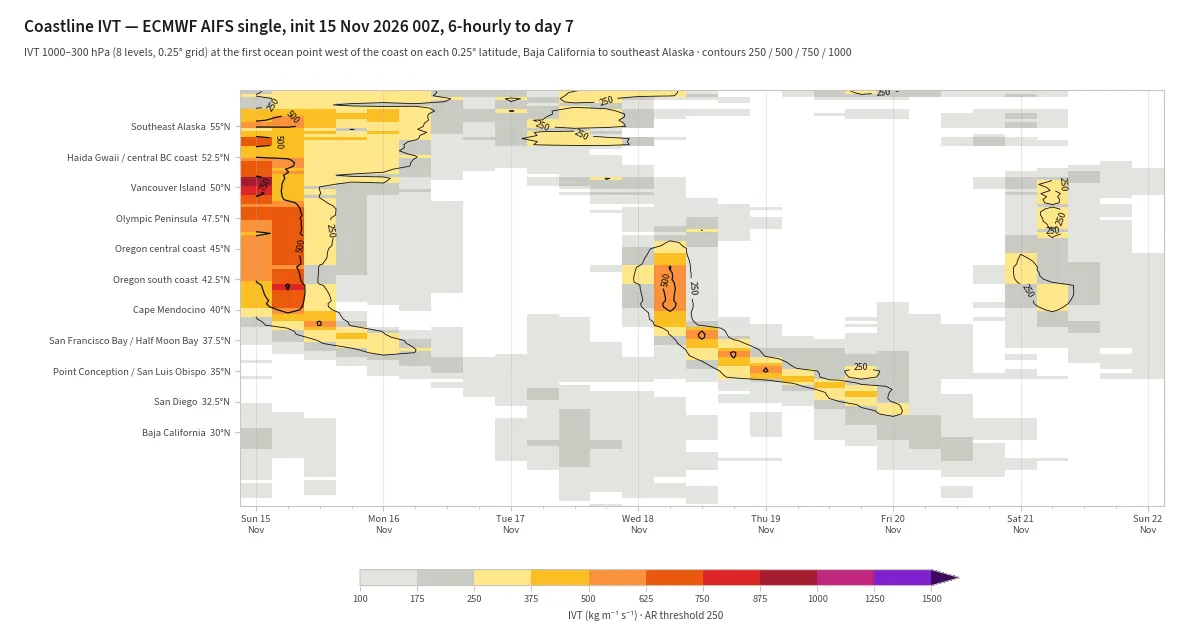 Coastline IVT — ECMWF AIFS single, init 15 Nov 2026 00Z, 6-hourly to day 7
IVT 1000–300 hPa (8 levels, 0.25° grid) at the first ocean point west of the coast on each 0.25° latitude, Baja California to southeast Alaska · contours 250 / 500 / 750 / 1000
250
250
250
500
Southeast Alaska 55°N
250
250
500
Haida Gwaii / central BC coast 52.5°N
Vancouver Island 50°N
750
250
Olympic Peninsula 47.5°N
250
250
250
Oregon central coast 45°N
500
Oregon south coast 42.5°N
500
250
250
Cape Mendocino 40°N
San Francisco Bay / Half Moon Bay 37.5°N
Point Conception / San Luis Obispo 35°N
250
San Diego 32.5°N
Baja California 30°N
Sun 15
Nov
Mon 16
Nov
Tue 17
Nov
Wed 18
Nov
Thu 19
Nov
Fri 20
Nov
Sat 21
Nov
Sun 22
Nov
100 175 250 375 500 625 750 875 1000 1250 1500
IVT (kg m⁻¹ s⁻¹) · AR threshold 250